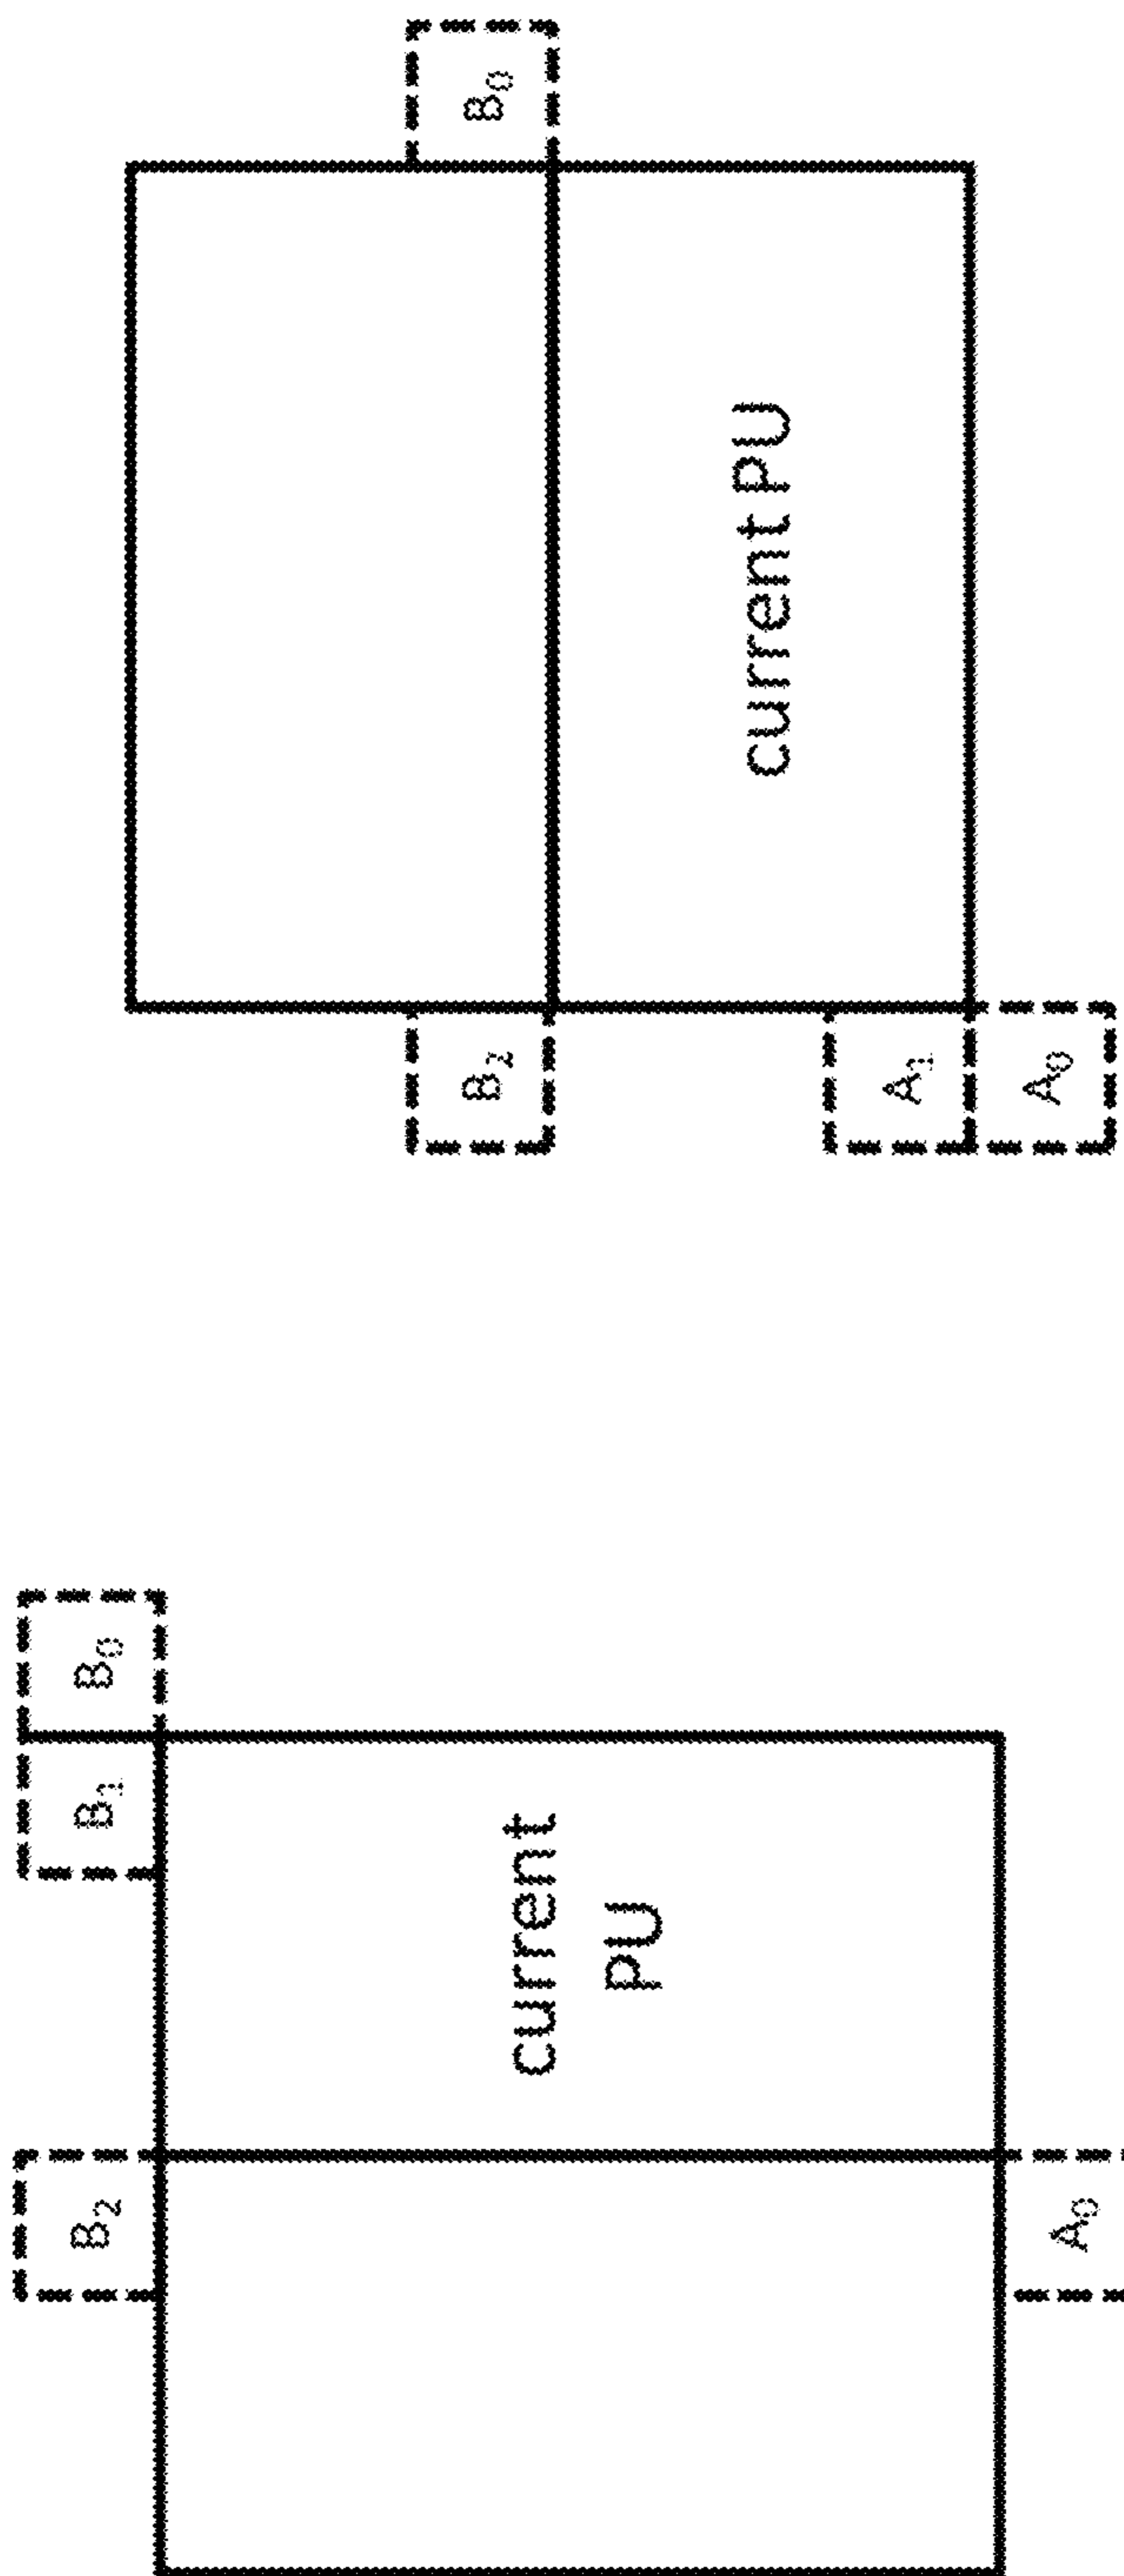 B₂
B₁
B₀
current
PU
A₀
B₂
B₀
current PU
A₁
A₀